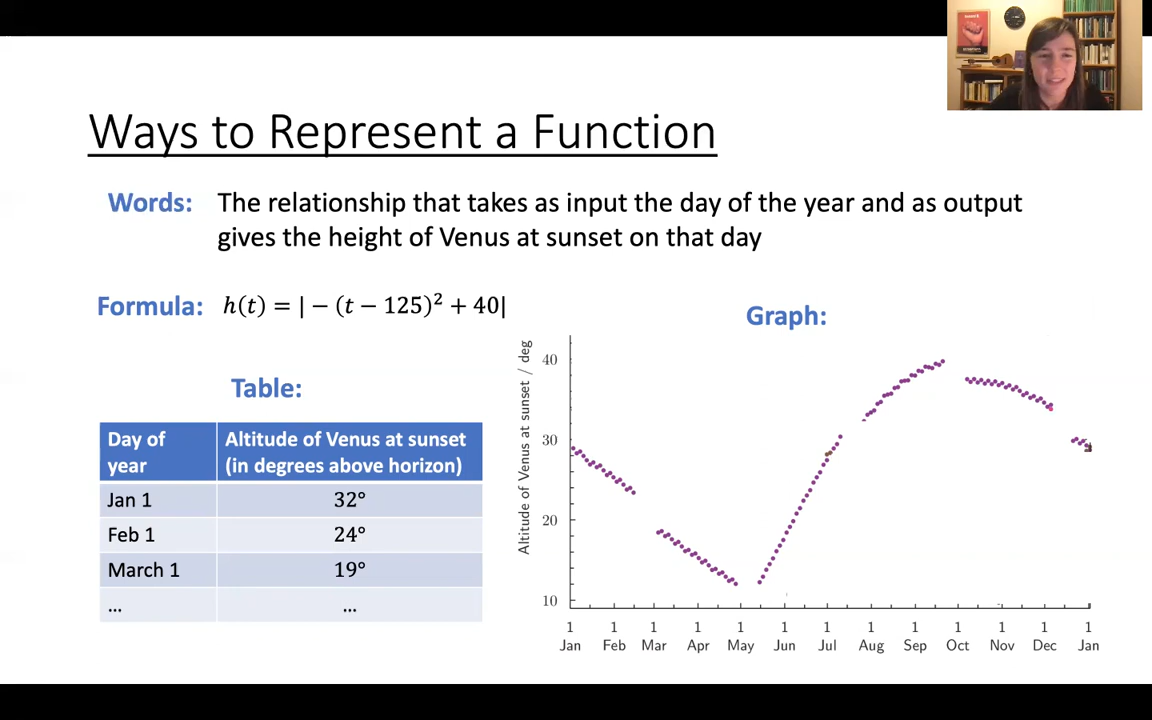 Ways to Represent a Function
Words: The relationship that takes as input the day of the year and as output
gives the height of Venus at sunset on that day
Formula: h(t) = | − (t − 125)² + 40|
Graph:
Table:
Day of year
Altitude of Venus at sunset (in degrees above horizon)
Jan 1 32°
Feb 1 24°
March 1 19°
... ...
Altitude of Venus at sunset / deg
40
30
20
10
1 1 1 1 1 1 1 1 1 1 1 1 1
Jan Feb Mar Apr May Jun Jul Aug Sep Oct Nov Dec Jan